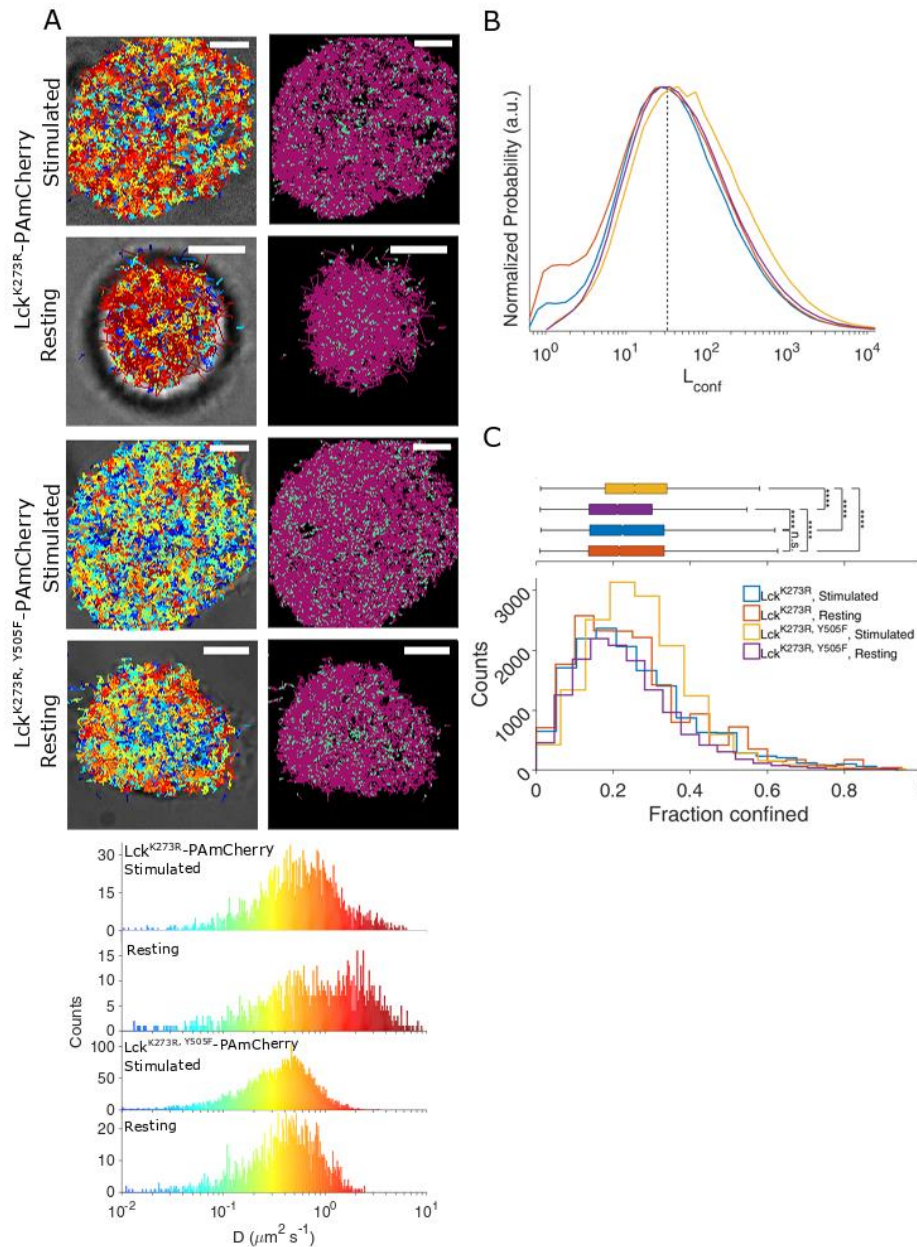 A
Lck^K273R-PAmCherry
Stimulated
Resting
Lck^K273R, Y505F-PAmCherry
Stimulated
Resting
Lck^K273R-PAmCherry
Stimulated
30
15
0
Resting
15
10
5
0
Lck^K273R, Y505F-PAmCherry
Stimulated
100
50
0
Resting
20
10
0
Counts
10^-2
10^-1
10^0
10^1
D (μm^2 s^-1)
B
Normalized Probability (a.u.)
10^0
10^1
10^2
10^3
10^4
L_conf
C
****
****
****
****
****
n.s
3000
2000
1000
0
Counts
Lck^K273R, Stimulated
Lck^K273R, Resting
Lck^K273R, Y505F, Stimulated
Lck^K273R, Y505F, Resting
0
0.2
0.4
0.6
0.8
Fraction confined